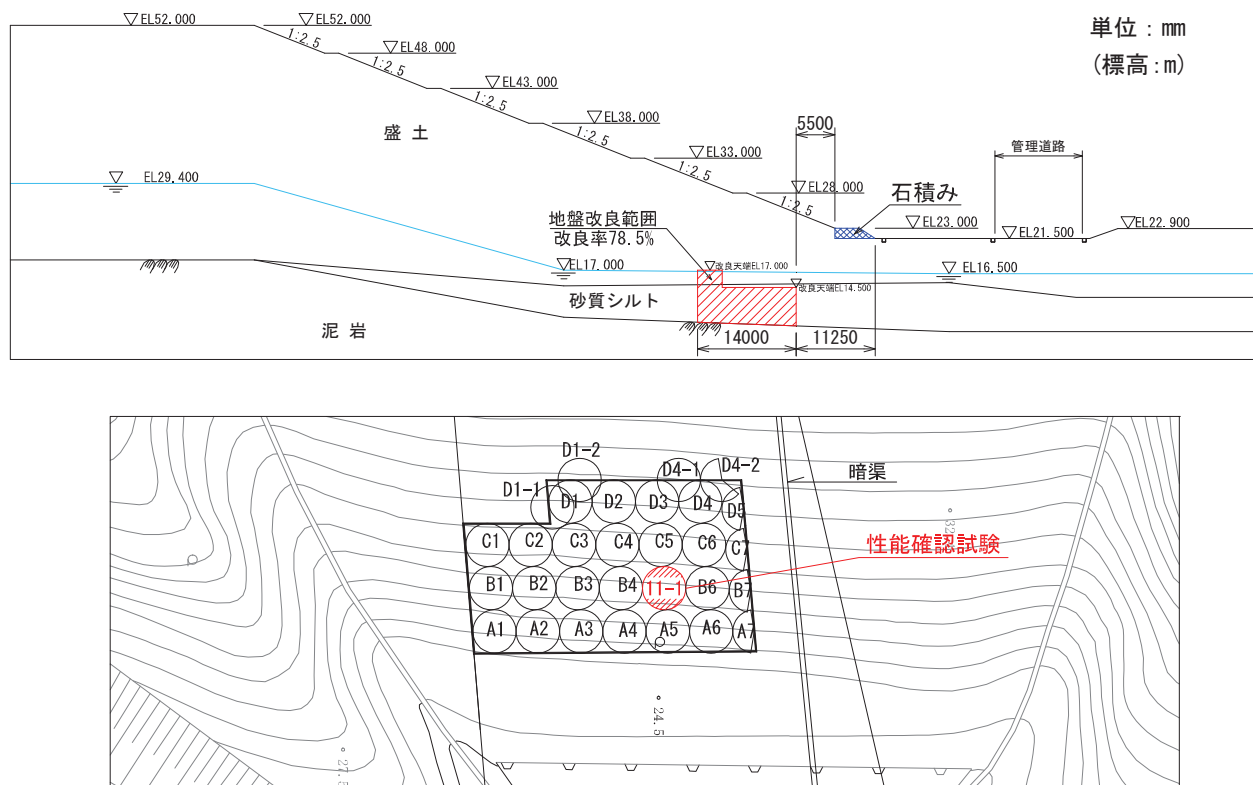 EL52.000
EL52.000
単位：mm
(標高:m)
1:2.5
EL48.000
1:2.5
EL43.000
1:2.5
盛 土
EL38.000
1:2.5
5500
EL33.000
管理道路
1:2.5
EL29.400
EL28.000
石積み
1:2.5
地盤改良範囲
改良率78.5%
EL23.000
EL21.500
EL22.900
EL17.000
改良天端EL17.000
EL16.500
改良天端EL14.500
砂質シルト
泥 岩
14000
11250
D1-2
D4-1
D4-2
暗渠
D1-1
D1
D2
D3
D4
D5
C1
C2
C3
C4
C5
C6
C7
性能確認試験
B1
B2
B3
B4
11-1
B6
B7
A1
A2
A3
A4
A5
A6
A7
24.5